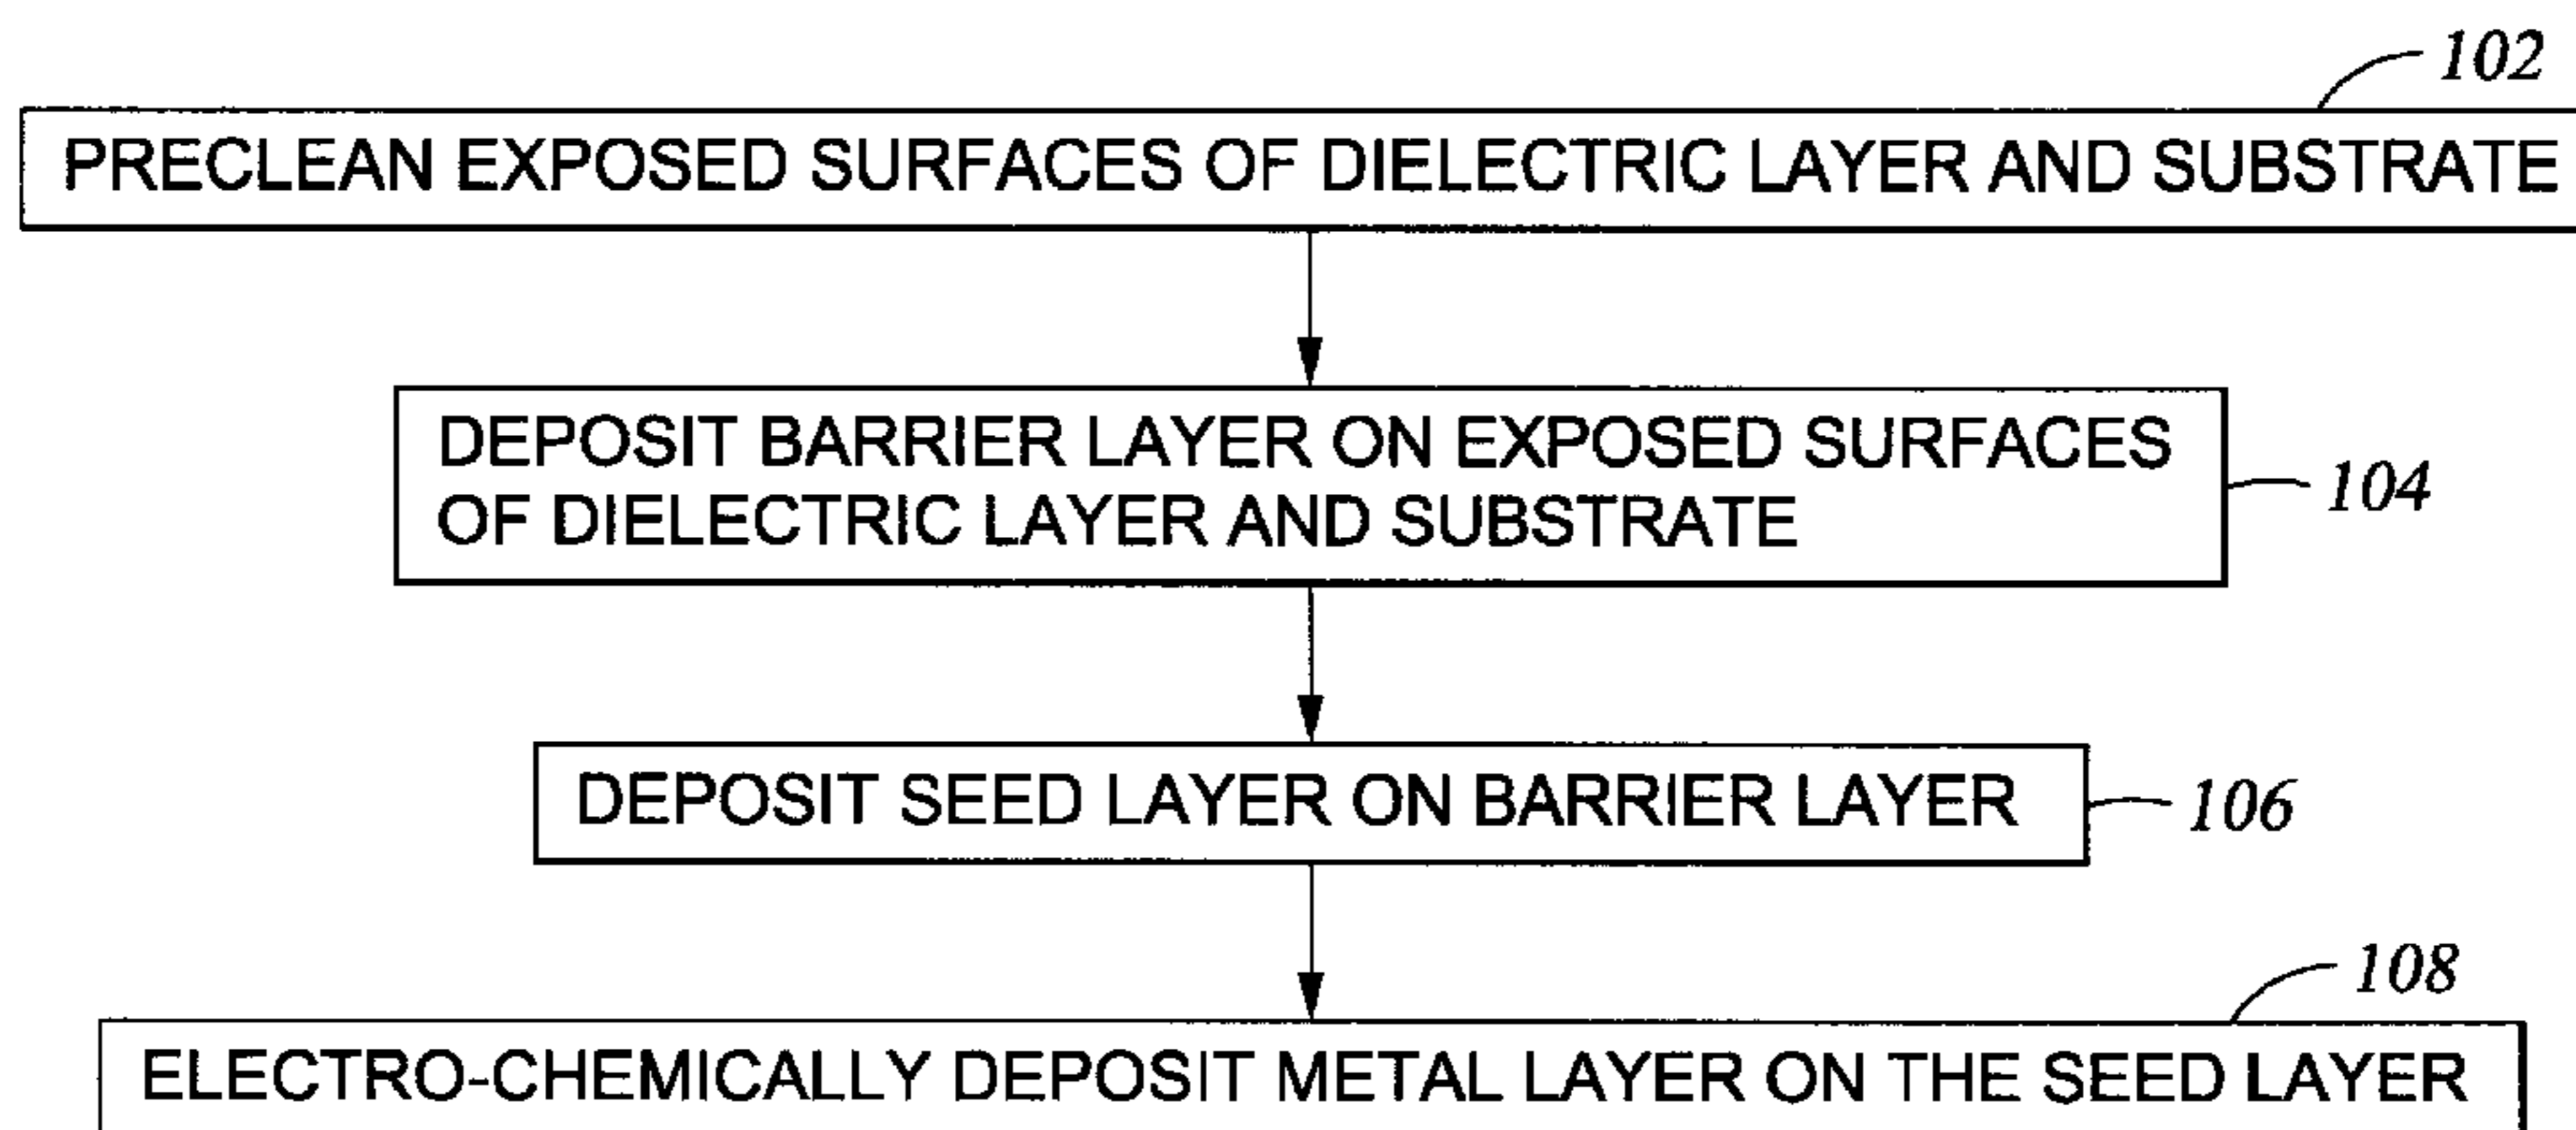 102
PRECLEAN EXPOSED SURFACES OF DIELECTRIC LAYER AND SUBSTRATE
DEPOSIT BARRIER LAYER ON EXPOSED SURFACES
OF DIELECTRIC LAYER AND SUBSTRATE
104
DEPOSIT SEED LAYER ON BARRIER LAYER
106
108
ELECTRO-CHEMICALLY DEPOSIT METAL LAYER ON THE SEED LAYER